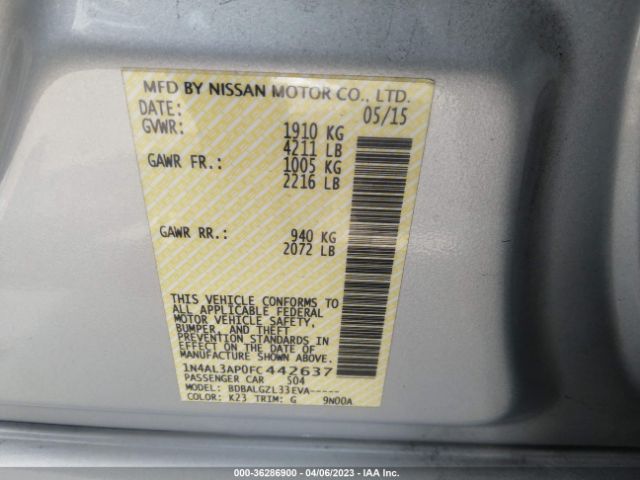 MFD BY NISSAN MOTOR CO., LTD.
DATE: 05/15
GVWR: 1910 KG
4211 LB
GAWR FR.: 1005 KG
2216 LB
GAWR RR.: 940 KG
2072 LB
THIS VEHICLE CONFORMS TO
ALL APPLICABLE FEDERAL
MOTOR VEHICLE SAFETY,
BUMPER, AND THEFT
PREVENTION STANDARDS IN
EFFECT ON THE DATE OF
MANUFACTURE SHOWN ABOVE.
1N4AL3AP0FC442637
PASSENGER CAR S04
MODEL: BDBALGZL33EVA-----
COLOR: K23 TRIM: G 9N00A
000-36286900 - 04/06/2023 - IAA Inc.